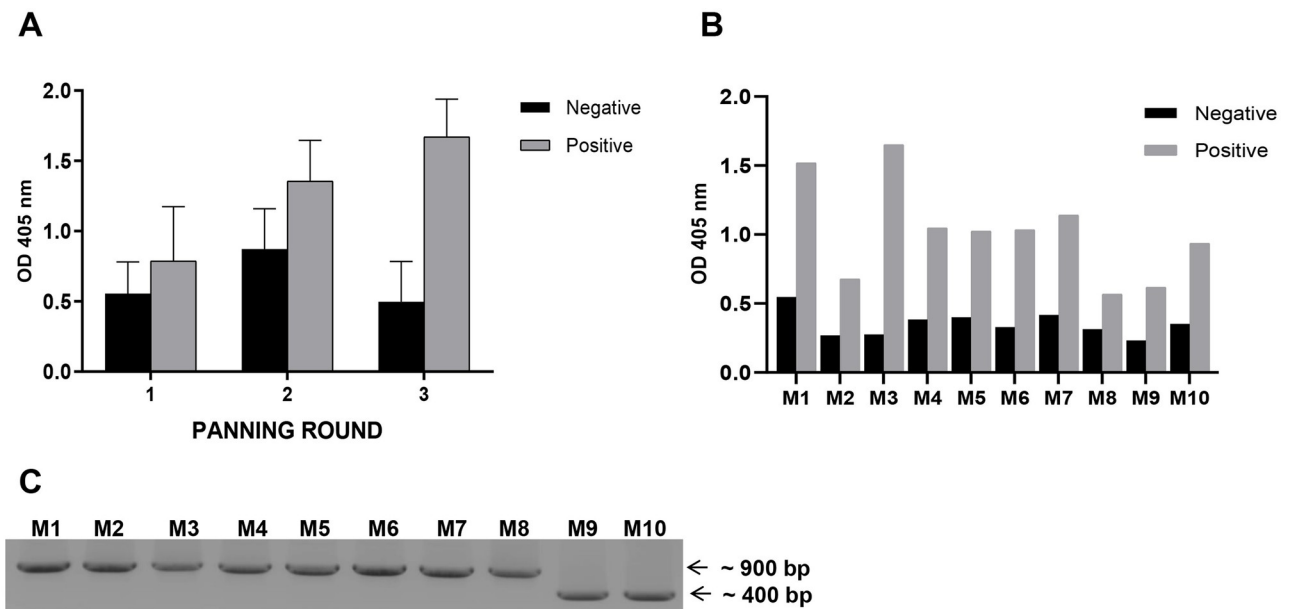 A
2.0
1.5
1.0
0.5
0.0
OD 405 nm
1 2 3
PANNING ROUND
Negative
Positive
B
2.0
1.5
1.0
0.5
0.0
OD 405 nm
M1 M2 M3 M4 M5 M6 M7 M8 M9 M10
Negative
Positive
C
M1 M2 M3 M4 M5 M6 M7 M8 M9 M10
← ~ 900 bp
← ~ 400 bp